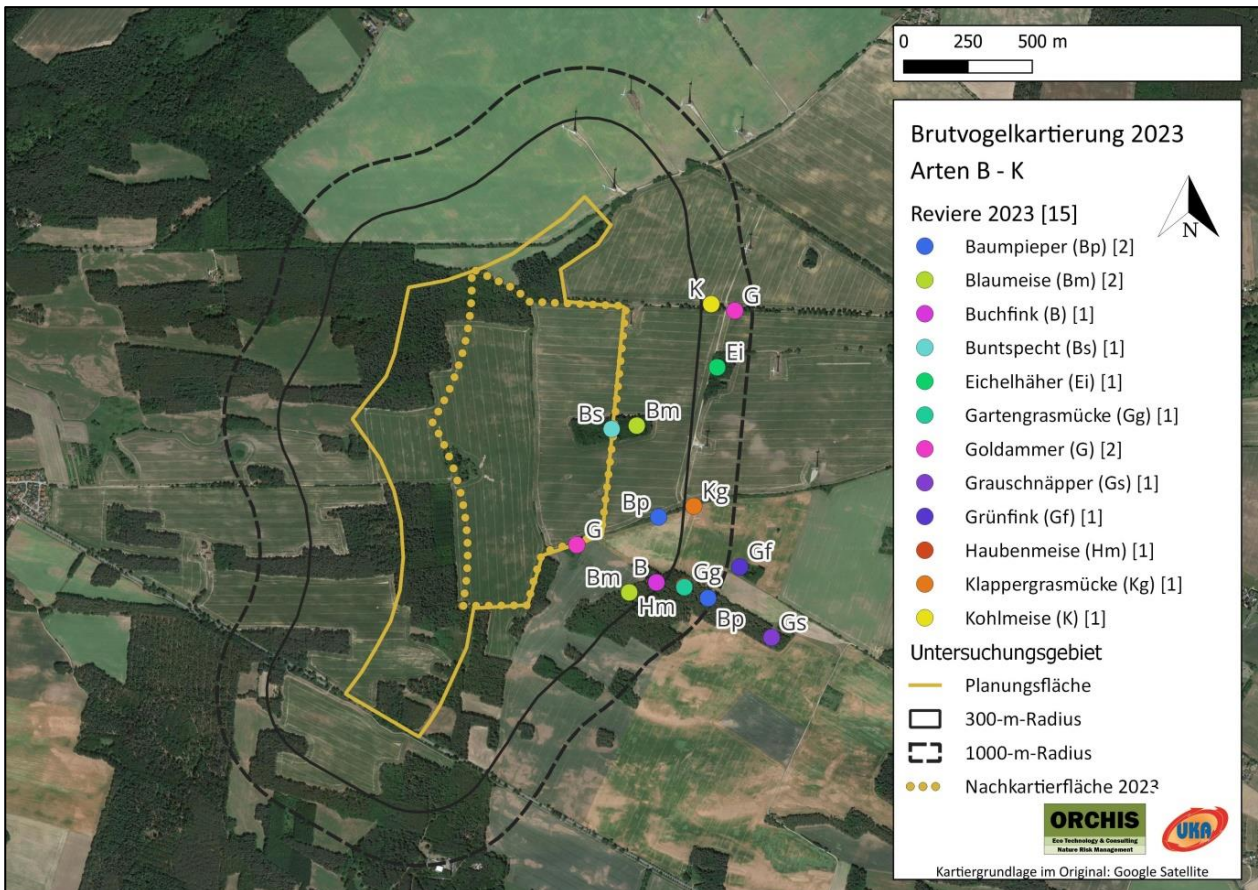 0 250 500 m
Brutvogelkartierung 2023
Arten B - K
Reviere 2023 [15]
N
Baumpieper (Bp) [2]
Blaumeise (Bm) [2]
Buchfink (B) [1]
Buntspecht (Bs) [1]
Eichelhäher (Ei) [1]
Gartengrasmücke (Gg) [1]
Goldammer (G) [2]
Grauschnäpper (Gs) [1]
Grünfink (Gf) [1]
Haubenmeise (Hm) [1]
Klappergrasmücke (Kg) [1]
Kohlmeise (K) [1]
Untersuchungsgebiet
Planungsfläche
300-m-Radius
1000-m-Radius
Nachkartierfläche 2023
ORCHIS
Eco Technology & Consulting
Nature Risk Management
UKA
Kartiergrundlage im Original: Google Satellite
K
G
Ei
Bs
Bm
Kg
Bp
G
Gf
B
Gg
Bm
Hm
Bp
Gs